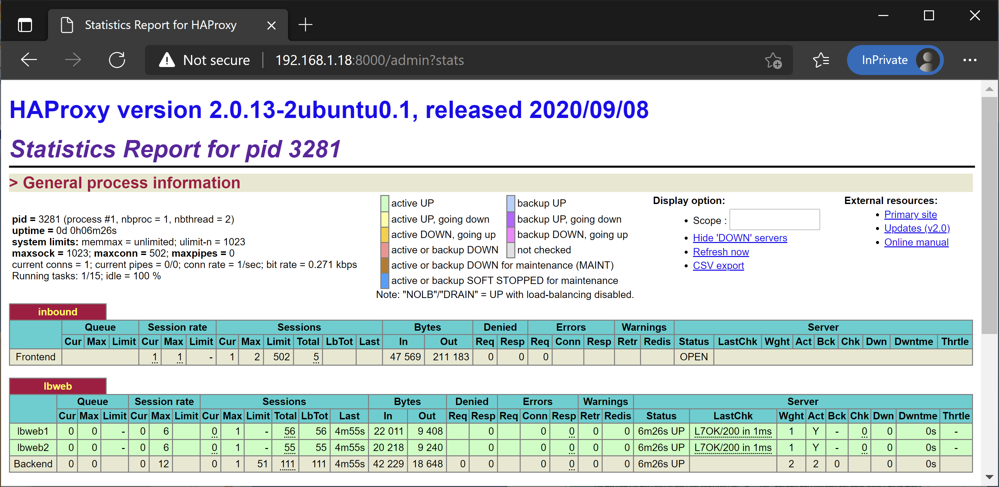 Statistics Report for HAProxy
Not secure 192.168.1.18:8000/admin?stats
InPrivate
HAProxy version 2.0.13-2ubuntu0.1, released 2020/09/08
Statistics Report for pid 3281
> General process information
pid = 3281 (process #1, nbproc = 1, nbthread = 2)
uptime = 0d 0h06m26s
system limits: memmax = unlimited; ulimit-n = 1023
maxsock = 1023; maxconn = 502; maxpipes = 0
current conns = 1; current pipes = 0/0; conn rate = 1/sec; bit rate = 0.271 kbps
Running tasks: 1/15; idle = 100 %
active UP backup UP
active UP, going down backup UP, going down
active DOWN, going up backup DOWN, going up
active or backup DOWN not checked
active or backup DOWN for maintenance (MAINT)
active or backup SOFT STOPPED for maintenance
Note: "NOLB"/"DRAIN" = UP with load-balancing disabled.
Display option:
• Scope :
• Hide 'DOWN' servers
• Refresh now
• CSV export
External resources:
• Primary site
• Updates (v2.0)
• Online manual
inbound
Queue Session rate Sessions Bytes Denied Errors Warnings Server
Cur Max Limit Cur Max Limit Cur Max Limit Total LbTot Last In Out Req Resp Req Conn Resp Retr Redis Status LastChk Wght Act Bck Chk Dwn Dwntme Thrtle
Frontend 1 1 - 1 2 502 5 47 569 211 183 0 0 0 OPEN
lbweb
Queue Session rate Sessions Bytes Denied Errors Warnings Server
Cur Max Limit Cur Max Limit Cur Max Limit Total LbTot Last In Out Req Resp Req Conn Resp Retr Redis Status LastChk Wght Act Bck Chk Dwn Dwntme Thrtle
lbweb1 0 0 - 0 6 0 1 - 56 56 4m55s 22 011 9 408 0 0 0 0 0 6m26s UP L7OK/200 in 1ms 1 Y - 0 0 0s -
lbweb2 0 0 - 0 6 0 1 - 55 55 4m55s 20 218 9 240 0 0 0 0 0 6m26s UP L7OK/200 in 1ms 1 Y - 0 0 0s -
Backend 0 0 0 12 0 1 51 111 111 4m55s 42 229 18 648 0 0 0 0 0 0 6m26s UP 2 2 0 0 0s